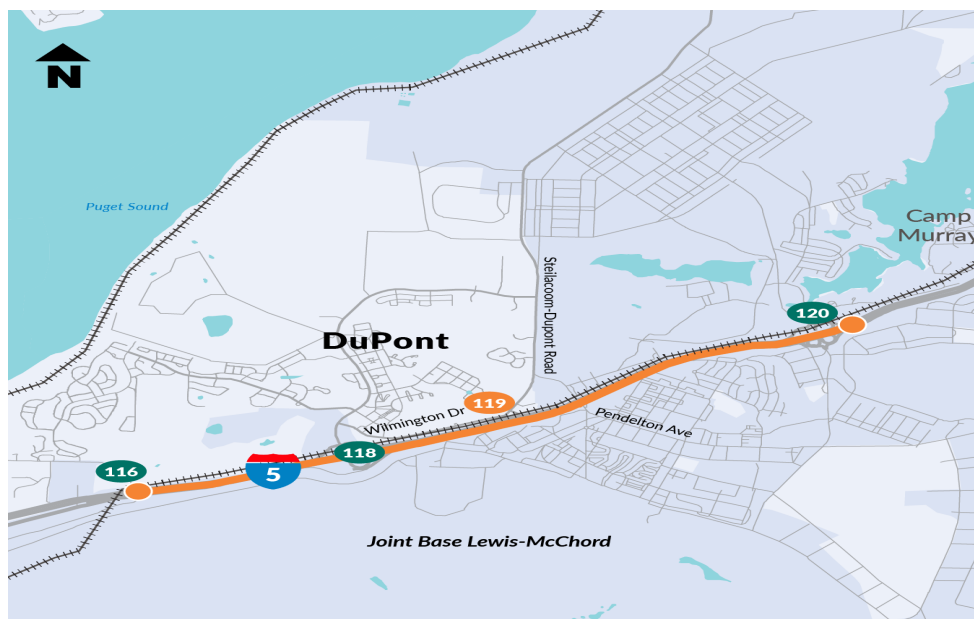 N
Puget Sound
Camp
Murray
Steilacoom-Dupont Road
120
DuPont
119
Wilmington Dr
Pendelton Ave
118
116
5
Joint Base Lewis-McChord